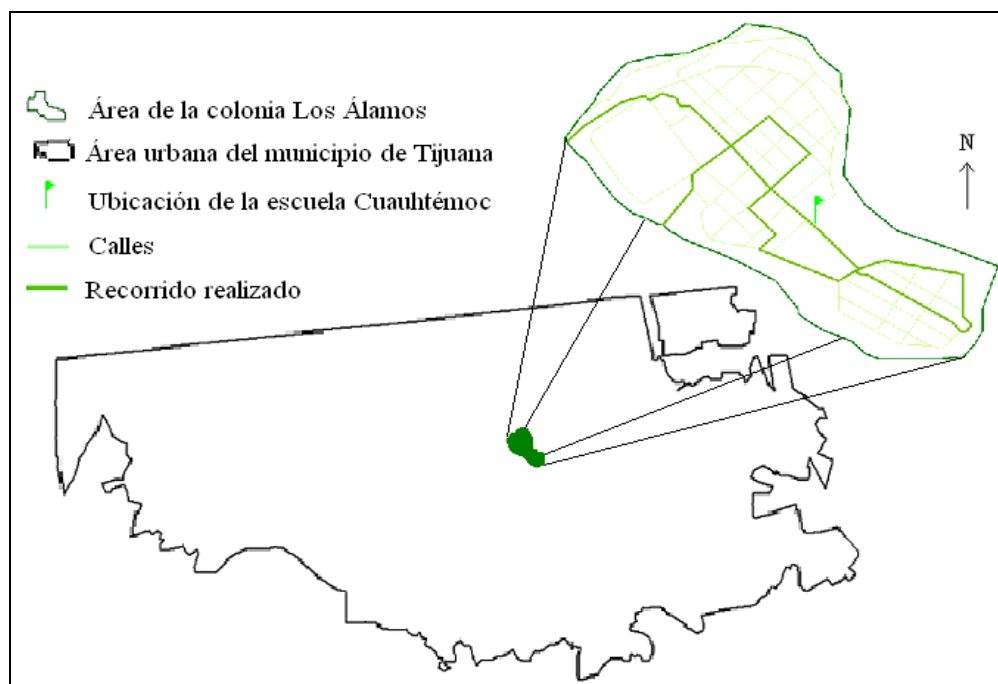 Área de la colonia Los Álamos
Área urbana del municipio de Tijuana
Ubicación de la escuela Cuauhtémoc
Calles
Recorrido realizado
N